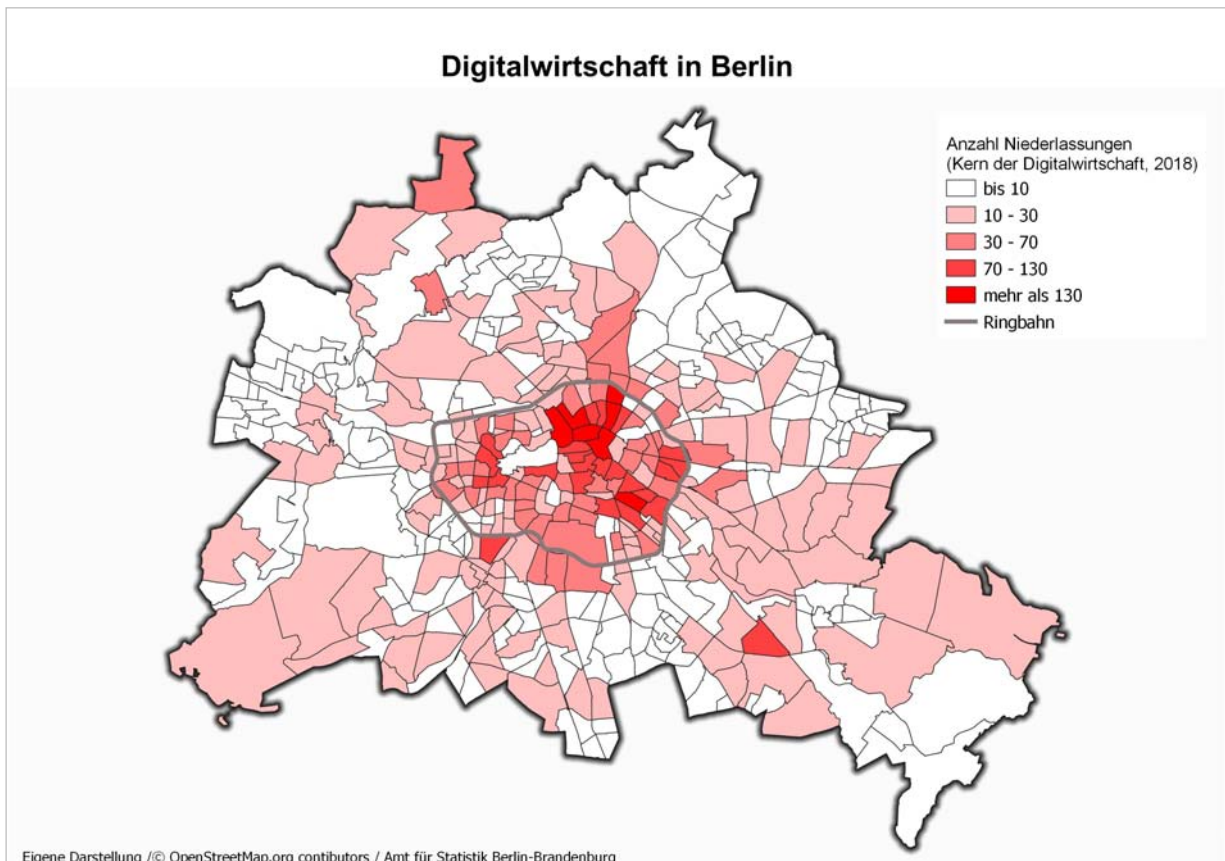 Digitalwirtschaft in Berlin
Anzahl Niederlassungen
(Kern der Digitalwirtschaft, 2018)
bis 10
10 - 30
30 - 70
70 - 130
mehr als 130
Ringbahn
Eigene Darstellung /© OpenStreetMap.org contibutors / Amt für Statistik Berlin-Brandenburg